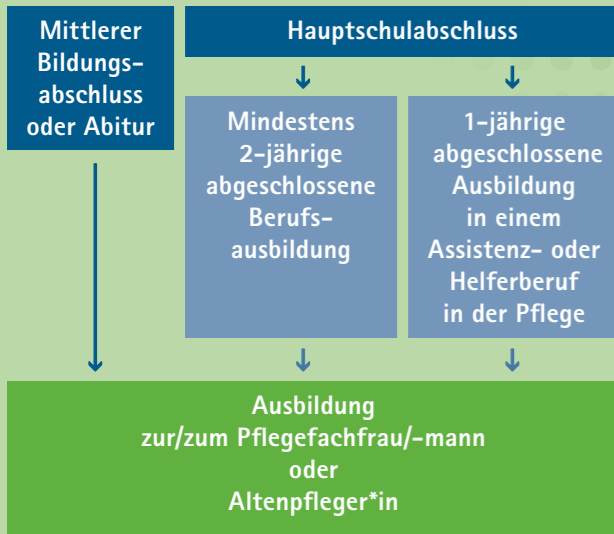 Mittlerer
Bildungs-
abschluss
oder Abitur
Hauptschulabschluss
Mindestens
2-jährige
abgeschlossene
Berufs-
ausbildung
1-jährige
abgeschlossene
Ausbildung
in einem
Assistenz- oder
Helferberuf
in der Pflege
Ausbildung
zur/zum Pflegefachfrau/-mann
oder
Altenpfleger*in